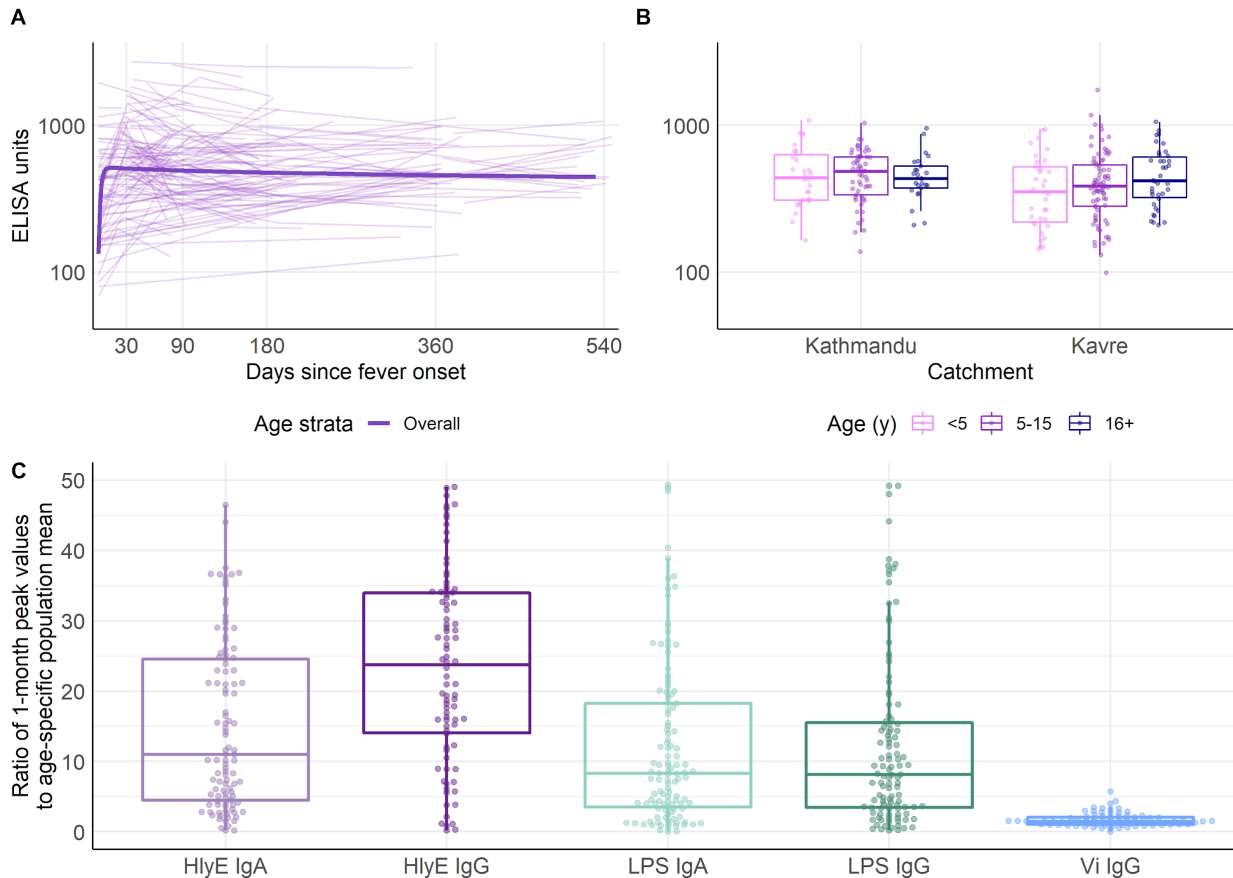 A
ELISA units
1000
100
30 90 180 360 540
Days since fever onset
Age strata Overall
B
1000
100
Kathmandu Kavre
Catchment
Age (y) <5 5-15 16+
C
Ratio of 1-month peak values
to age-specific population mean
50
40
30
20
10
0
HlyE IgA HlyE IgG LPS IgA LPS IgG Vi IgG